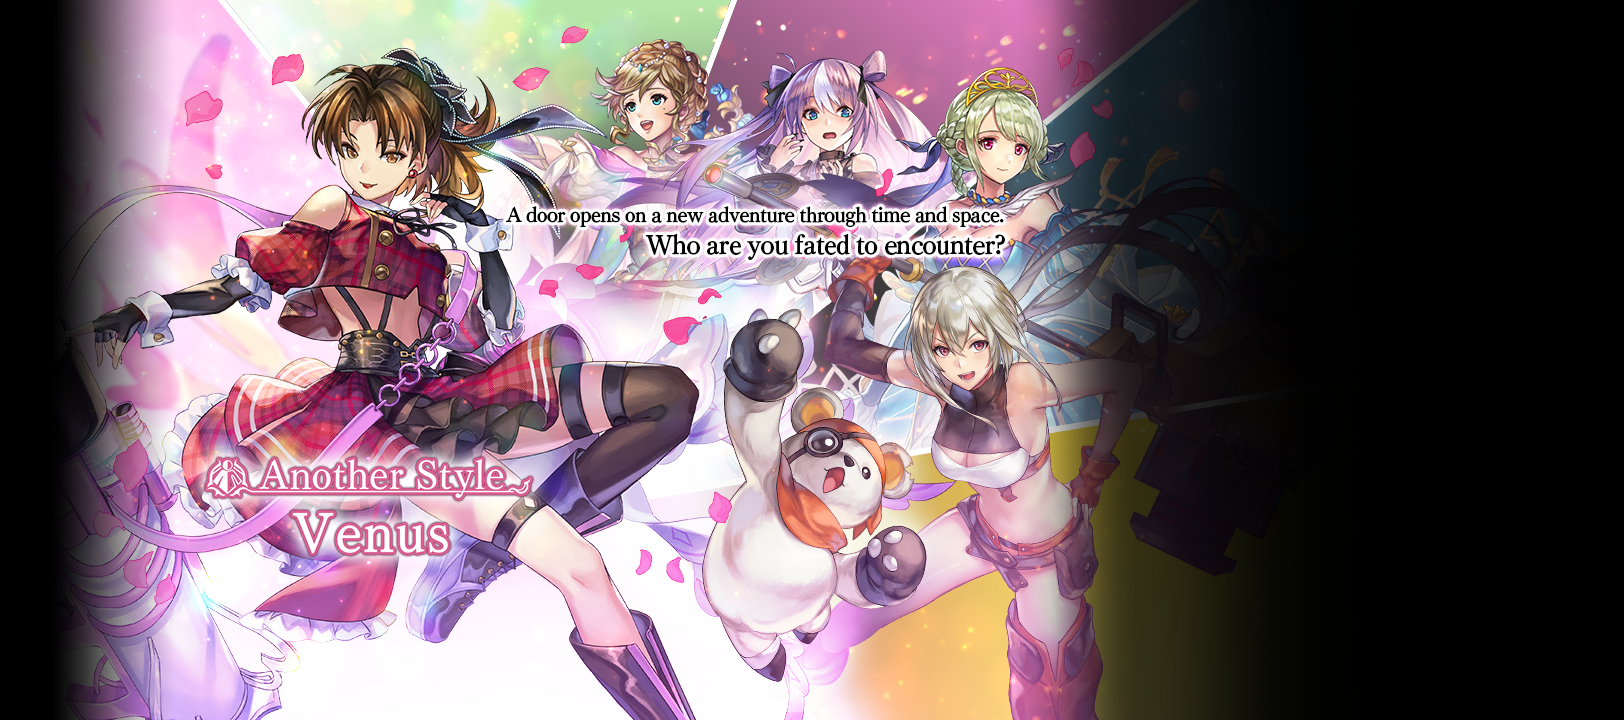 A door opens on a new adventure through time and space.
Who are you fated to encounter?
Another Style
Venus